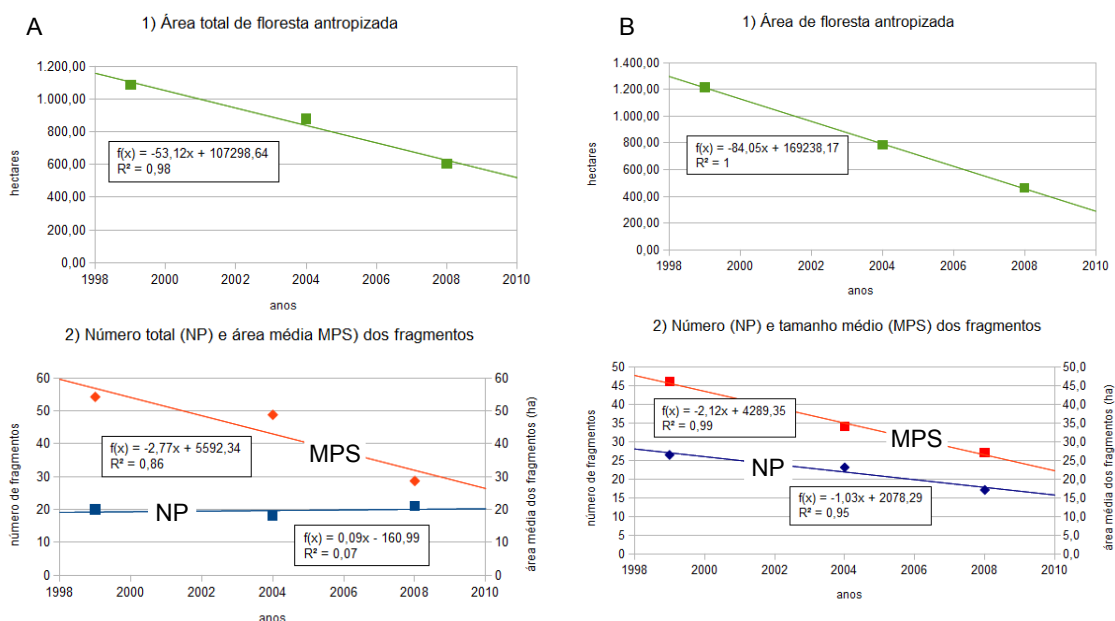 A
1) Área total de floresta antropizada
1.200,00
1.000,00
800,00
600,00
400,00
200,00
0,00
hectares
f(x) = -53,12x + 107298,64
R² = 0,98
1998 2000 2002 2004 2006 2008 2010
anos
2) Número total (NP) e área média MPS) dos fragmentos
60
50
40
30
20
10
0
número de fragmentos
f(x) = -2,77x + 5592,34
R² = 0,86
MPS
NP
f(x) = 0,09x - 160,99
R² = 0,07
60
50
40
30
20
10
0
área média dos fragmentos (ha)
1998 2000 2002 2004 2006 2008 2010
anos
B
1) Área de floresta antropizada
1.400,00
1.200,00
1.000,00
800,00
600,00
400,00
200,00
0,00
hectares
f(x) = -84,05x + 169238,17
R² = 1
1998 2000 2002 2004 2006 2008 2010
anos
2) Número (NP) e tamanho médio (MPS) dos fragmentos
50
45
40
35
30
25
20
15
10
5
0
número de fragmentos
f(x) = -2,12x + 4289,35
R² = 0,99
MPS
NP
f(x) = -1,03x + 2078,29
R² = 0,95
50,0
45,0
40,0
35,0
30,0
25,0
20,0
15,0
10,0
5,0
0,0
área média dos fragmentos (ha)
1998 2000 2002 2004 2006 2008 2010
anos